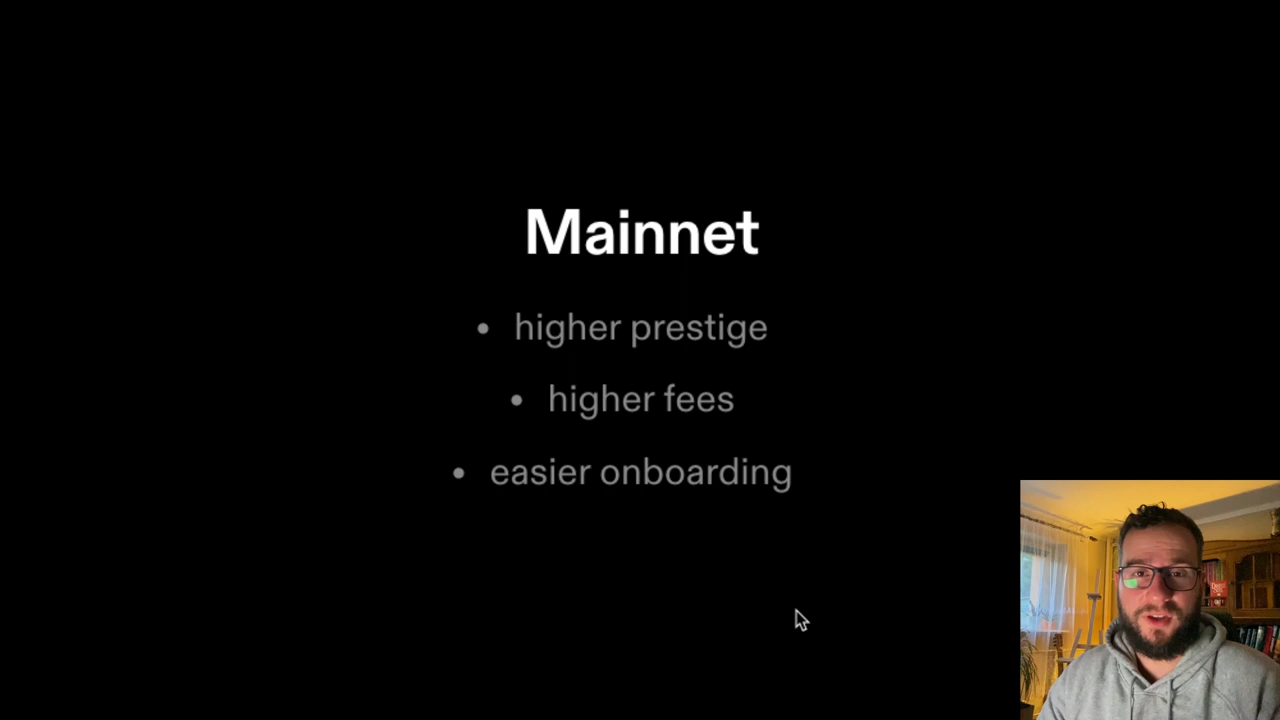 Mainnet
• higher prestige
• higher fees
• easier onboarding